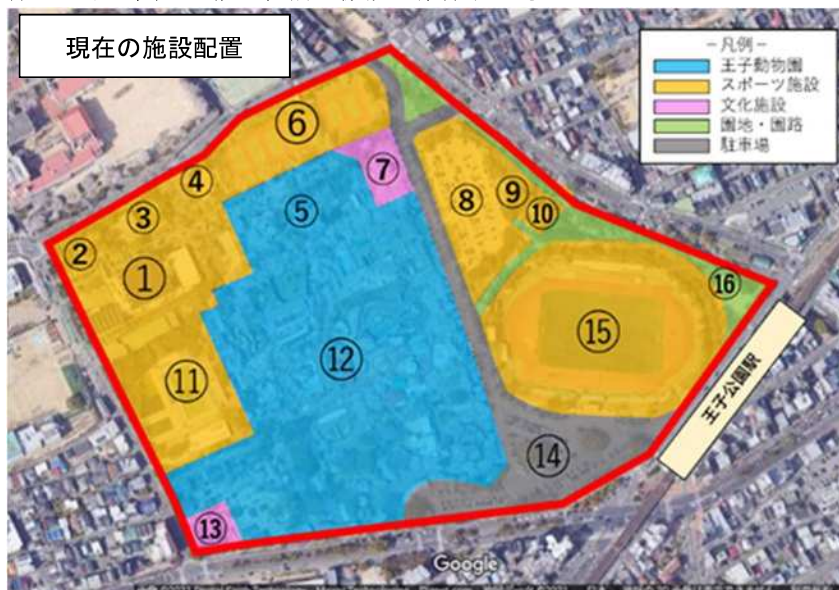 現在の施設配置
－凡例－
王子動物園
スポーツ施設
文化施設
園地・園路
駐車場
⑥
④
⑦
③
⑤
⑧
⑨
②
⑩
①
⑯
⑮
⑫
⑪
王子公園駅
⑭
⑬
Google